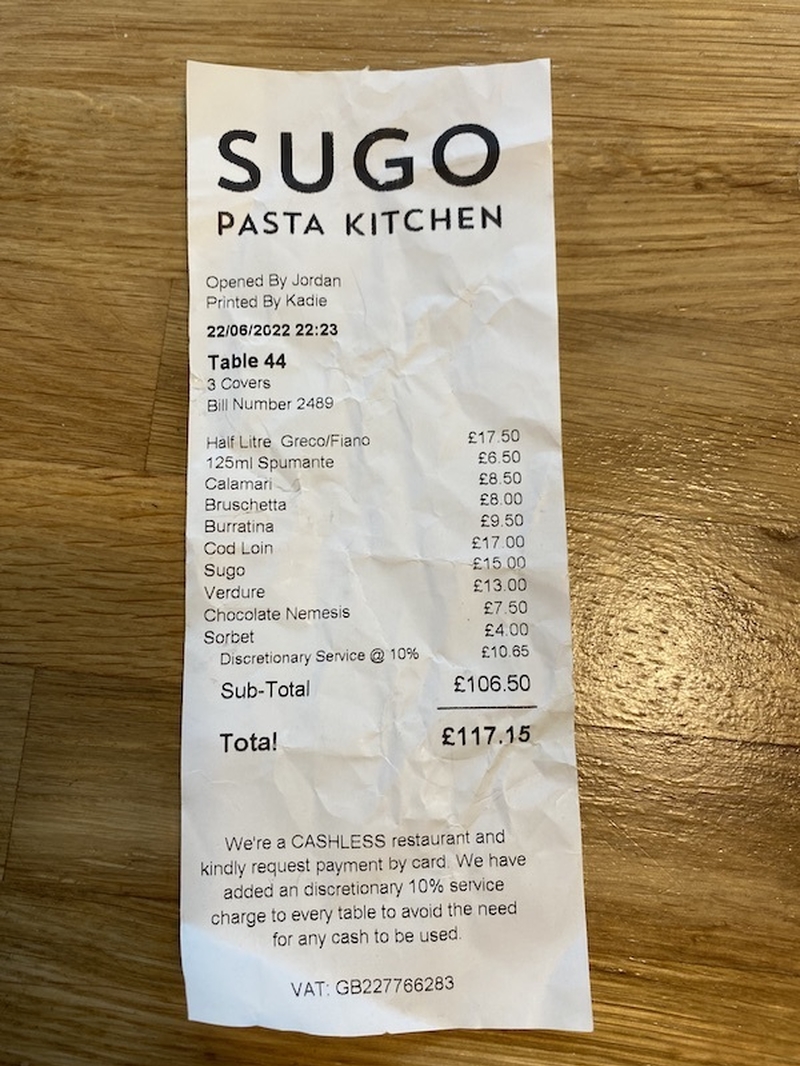 SUGO
PASTA KITCHEN
Opened By Jordan
Printed By Kadie
22/06/2022 22:23
Table 44
3 Covers
Bill Number 2489
Half Litre Greco/Fiano £17.50
125ml Spumante £6.50
Calamari £8.50
Bruschetta £8.00
Burratina £9.50
Cod Loin £17.00
Sugo £15.00
Verdure £13.00
Chocolate Nemesis £7.50
Sorbet £4.00
Discretionary Service @ 10% £10.65
Sub-Total £106.50
Total £117.15
We're a CASHLESS restaurant and
kindly request payment by card. We have
added an discretionary 10% service
charge to every table to avoid the need
for any cash to be used.
VAT: GB227766283